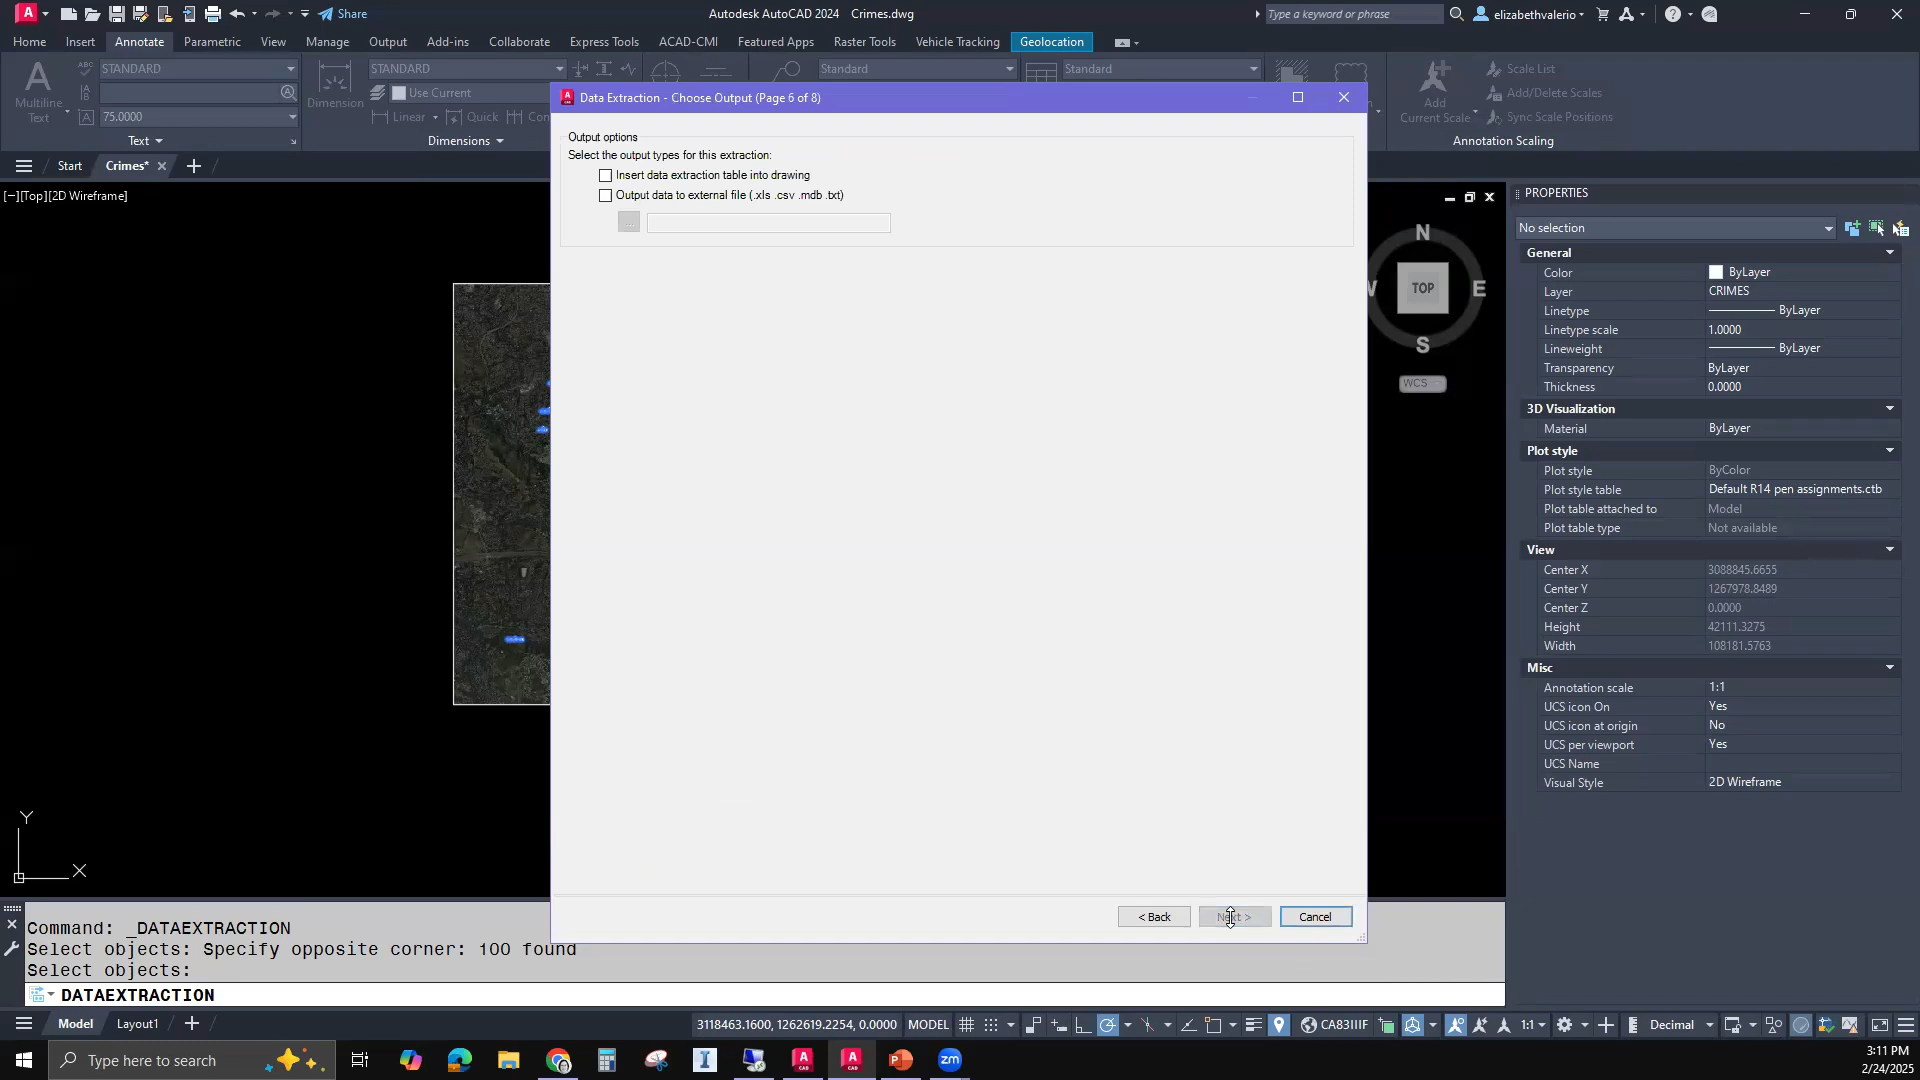 Share
Autodesk AutoCAD 2024 Crimes.dwg
Type a keyword or phrase
elizabethvalerio
Home Insert Annotate Parametric View Manage Output Add-ins Collaborate Express Tools ACAD-CMI Featured Apps Raster Tools Vehicle Tracking Geolocation
STANDARD
STANDARD
Standard
Standard
Scale List
Multiline
Text
Dimension
Use Current
Add
Current Scale
Add/Delete Scales
75.0000
Linear
Quick
Sync Scale Positions
Text
Dimensions
Annotation Scaling
Data Extraction - Choose Output (Page 6 of 8)
Start
Crimes*
[−][Top][2D Wireframe]
Output options
Select the output types for this extraction:
Insert data extraction table into drawing
Output data to external file (.xls .csv .mdb .txt)
...
< Back
Next >
Cancel
N
TOP
E
S
WCS
PROPERTIES
No selection
General
Color ByLayer
Layer CRIMES
Linetype ByLayer
Linetype scale 1.0000
Lineweight ByLayer
Transparency ByLayer
Thickness 0.0000
3D Visualization
Material ByLayer
Plot style
Plot style ByColor
Plot style table Default R14 pen assignments.ctb
Plot table attached to Model
Plot table type Not available
View
Center X 3088845.6655
Center Y 1267978.8489
Center Z 0.0000
Height 42111.3275
Width 108181.5763
Misc
Annotation scale 1:1
UCS icon On Yes
UCS icon at origin No
UCS per viewport Yes
UCS Name
Visual Style 2D Wireframe
Y
X
Command: _DATAEXTRACTION
Select objects: Specify opposite corner: 100 found
Select objects:
DATAEXTRACTION
Model
Layout1
3118463.1600, 1262619.2254, 0.0000 MODEL
CA83IIIF
1:1
Decimal
Type here to search
3:11 PM
2/24/2025